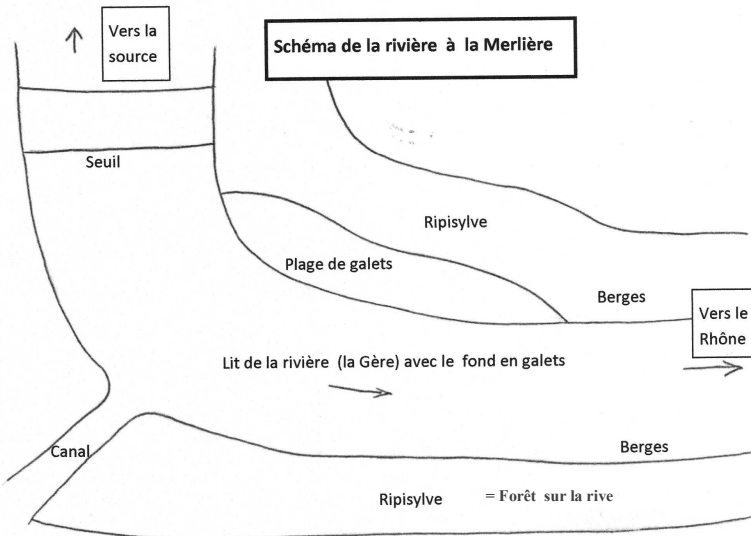 Vers la
source
Schéma de la rivière à la Merlière
Seuil
Ripisylve
Plage de galets
Berges
Vers le
Rhône
Lit de la rivière (la Gère) avec le fond en galets
Canal
Berges
Ripisylve = Forêt sur la rive